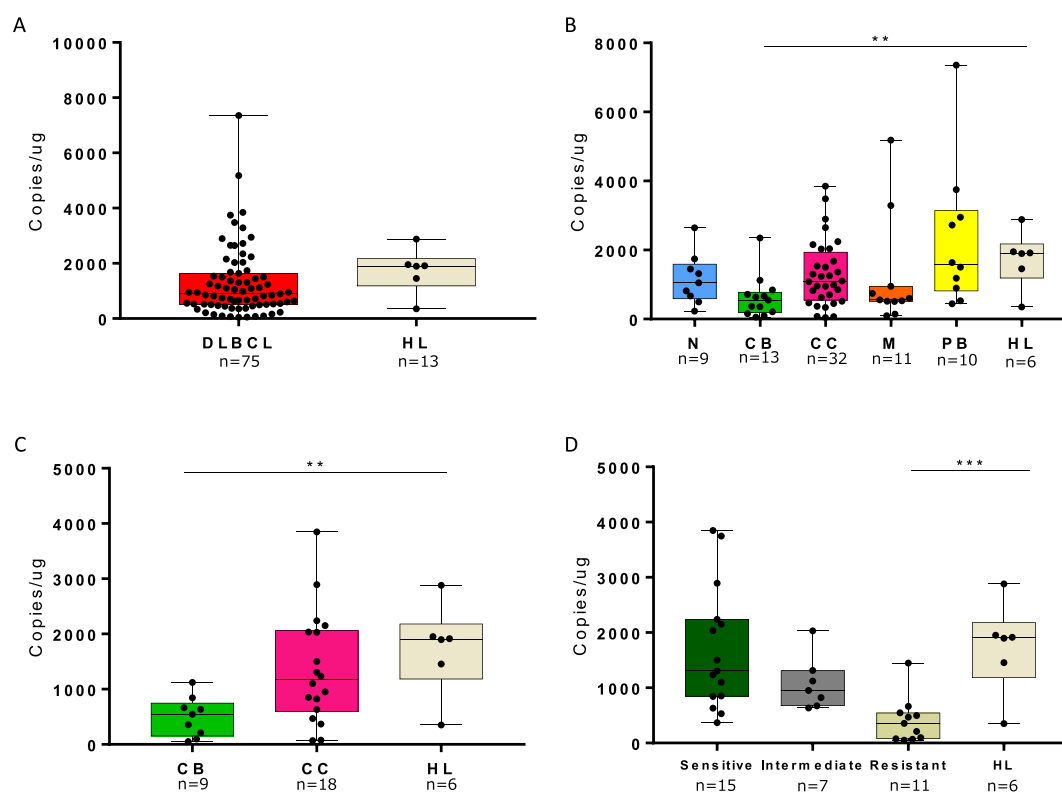 A
10000
8000
6000
4000
2000
0
Copies/ug
DLBCL
n=75
HL
n=13
B
**
8000
6000
4000
2000
0
Copies/ug
N
n=9
CB
n=13
CC
n=32
M
n=11
PB
n=10
HL
n=6
C
**
5000
4000
3000
2000
1000
0
Copies/ug
CB
n=9
CC
n=18
HL
n=6
D
***
5000
4000
3000
2000
1000
0
Copies/ug
Sensitive
n=15
Intermediate
n=7
Resistant
n=11
HL
n=6